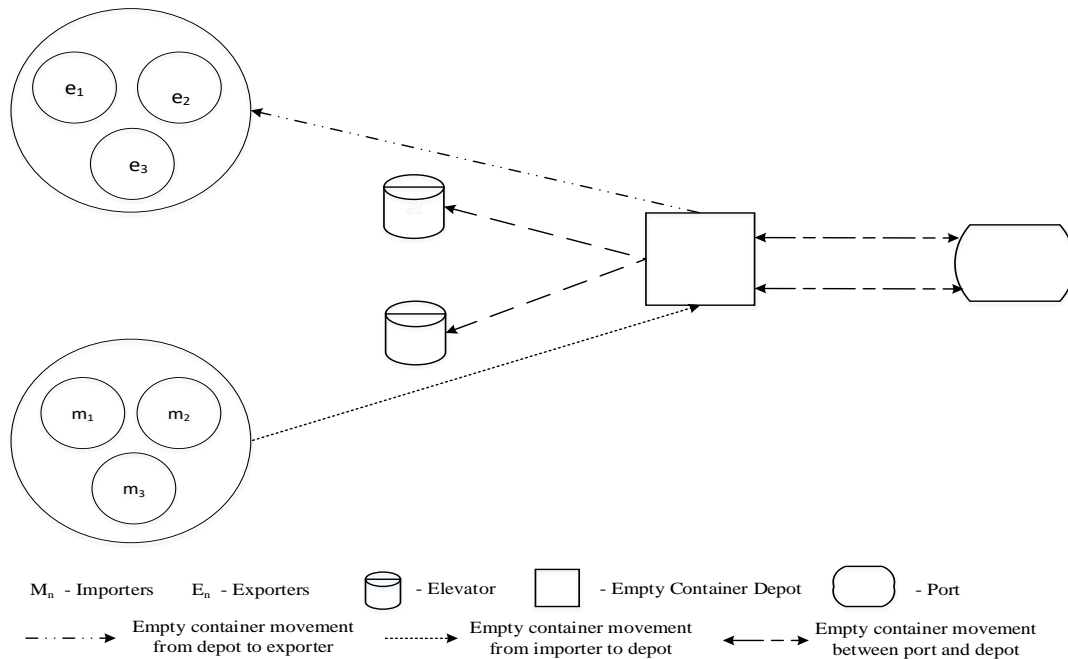 e₁
e₂
e₃
m₁
m₂
m₃
Mₙ - Importers Eₙ - Exporters - Elevator - Empty Container Depot - Port
Empty container movement
from depot to exporter
Empty container movement
from importer to depot
Empty container movement
between port and depot